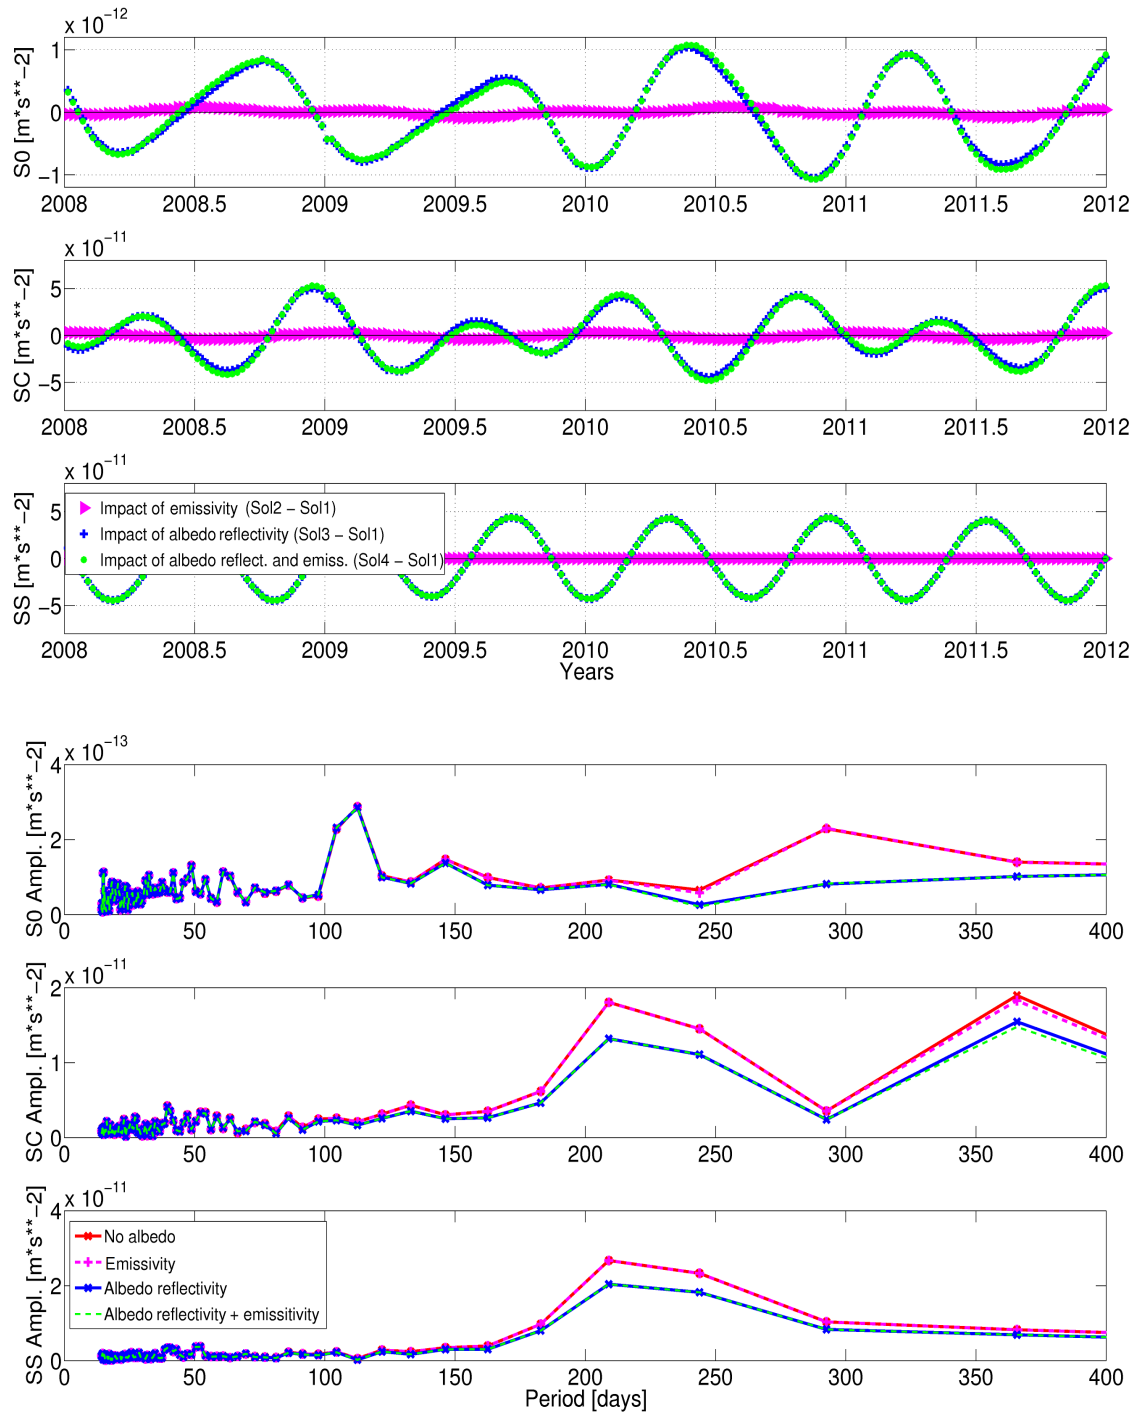 x 10−12
S0 [m*s**−2]
1
0
−1
2008 2008.5 2009 2009.5 2010 2010.5 2011 2011.5 2012
x 10−11
SC [m*s**−2]
5
0
−5
2008 2008.5 2009 2009.5 2010 2010.5 2011 2011.5 2012
x 10−11
SS [m*s**−2]
5
0
−5
Impact of emissivity (Sol2 − Sol1)
Impact of albedo reflectivity (Sol3 − Sol1)
Impact of albedo reflect. and emiss. (Sol4 − Sol1)
2008 2008.5 2009 2009.5 2010 2010.5 2011 2011.5 2012
Years
x 10−13
S0 Ampl. [m*s**−2]
4
2
0
0 50 100 150 200 250 300 350 400
x 10−11
SC Ampl. [m*s**−2]
2
1
0
0 50 100 150 200 250 300 350 400
x 10−11
SS Ampl. [m*s**−2]
4
2
0
No albedo
Emissivity
Albedo reflectivity
Albedo reflectivity + emissitivity
0 50 100 150 200 250 300 350 400
Period [days]